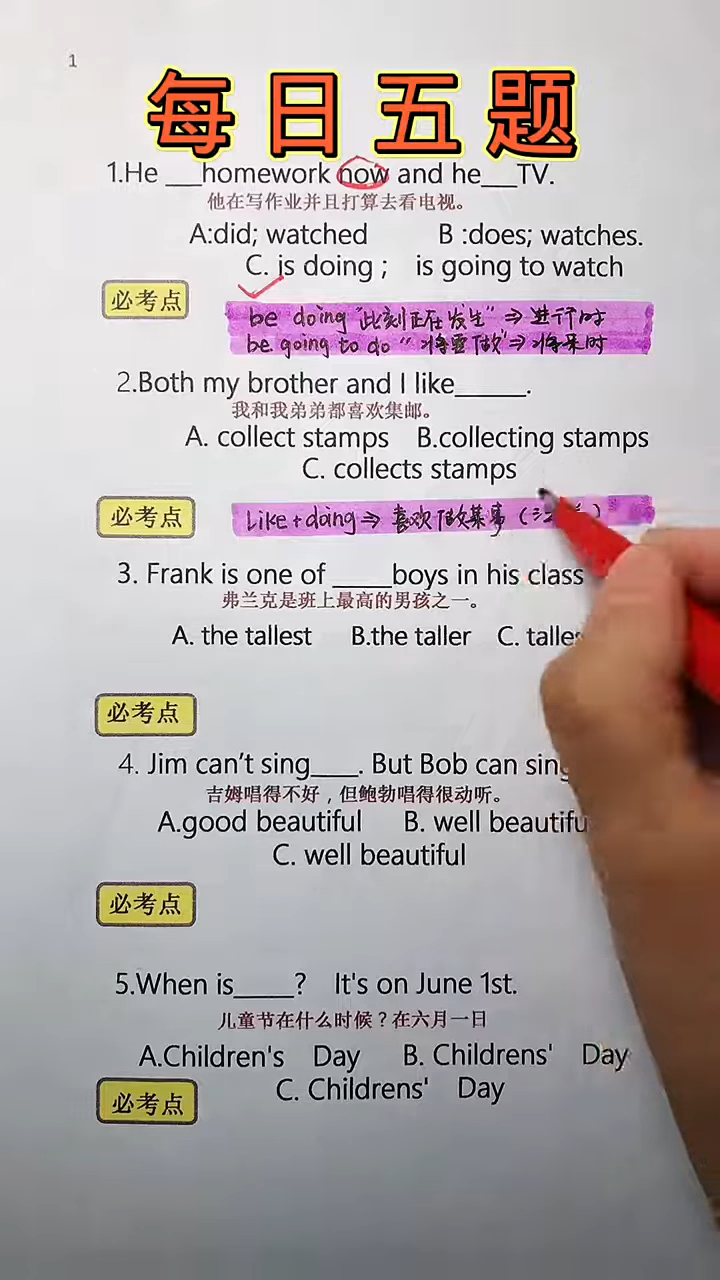 1
每日五题
1.He ___homework now and he___TV.
他在写作业并且打算去看电视。
A:did; watched B :does; watches.
C. is doing ; is going to watch
必考点
be doing "此刻正在发生" ⇒ 进行时
be going to do "将要做" ⇒ 将来时
2.Both my brother and I like______.
我和我弟弟都喜欢集邮。
A. collect stamps B.collecting stamps
C. collects stamps
必考点
Like+doing ⇒ 喜欢做某事 (
3. Frank is one of _____boys in his class
弗兰克是班上最高的男孩之一。
A. the tallest B.the taller C.
必考点
4. Jim can't sing____. But Bob can sing
吉姆唱得不好，但鲍勃唱得很动听。
A.good beautiful B. well
C. well beautiful
必考点
5.When is_____? It's on June 1st.
儿童节在什么时候？在六月一日
A.Children's Day B. Childrens' Day
C. Childrens' Day
必考点